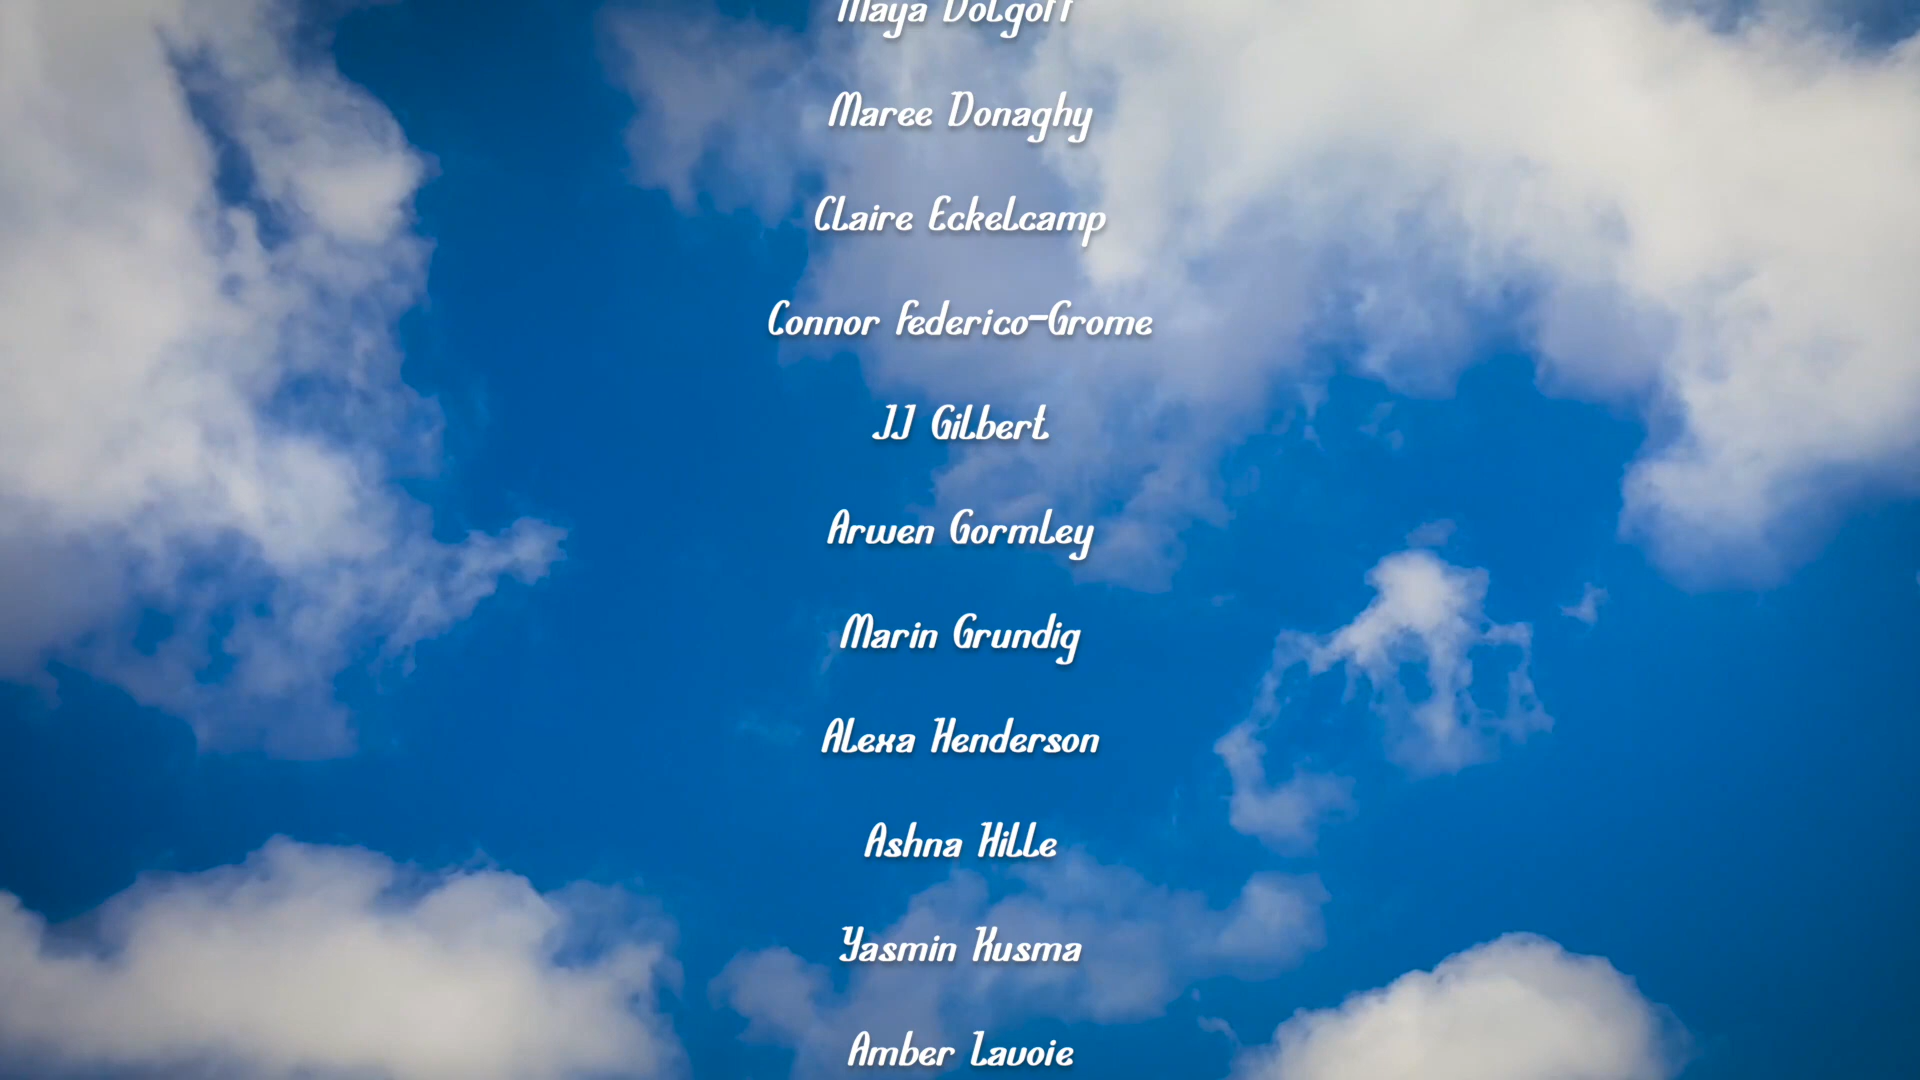 Maya Dolgoff
Maree Donaghy
Claire Eckelcamp
Connor Federico-Grome
JJ Gilbert
Arwen Gormley
Marin Grundig
Alexa Henderson
Ashna Hille
Yasmin Kusma
Amber Lavoie